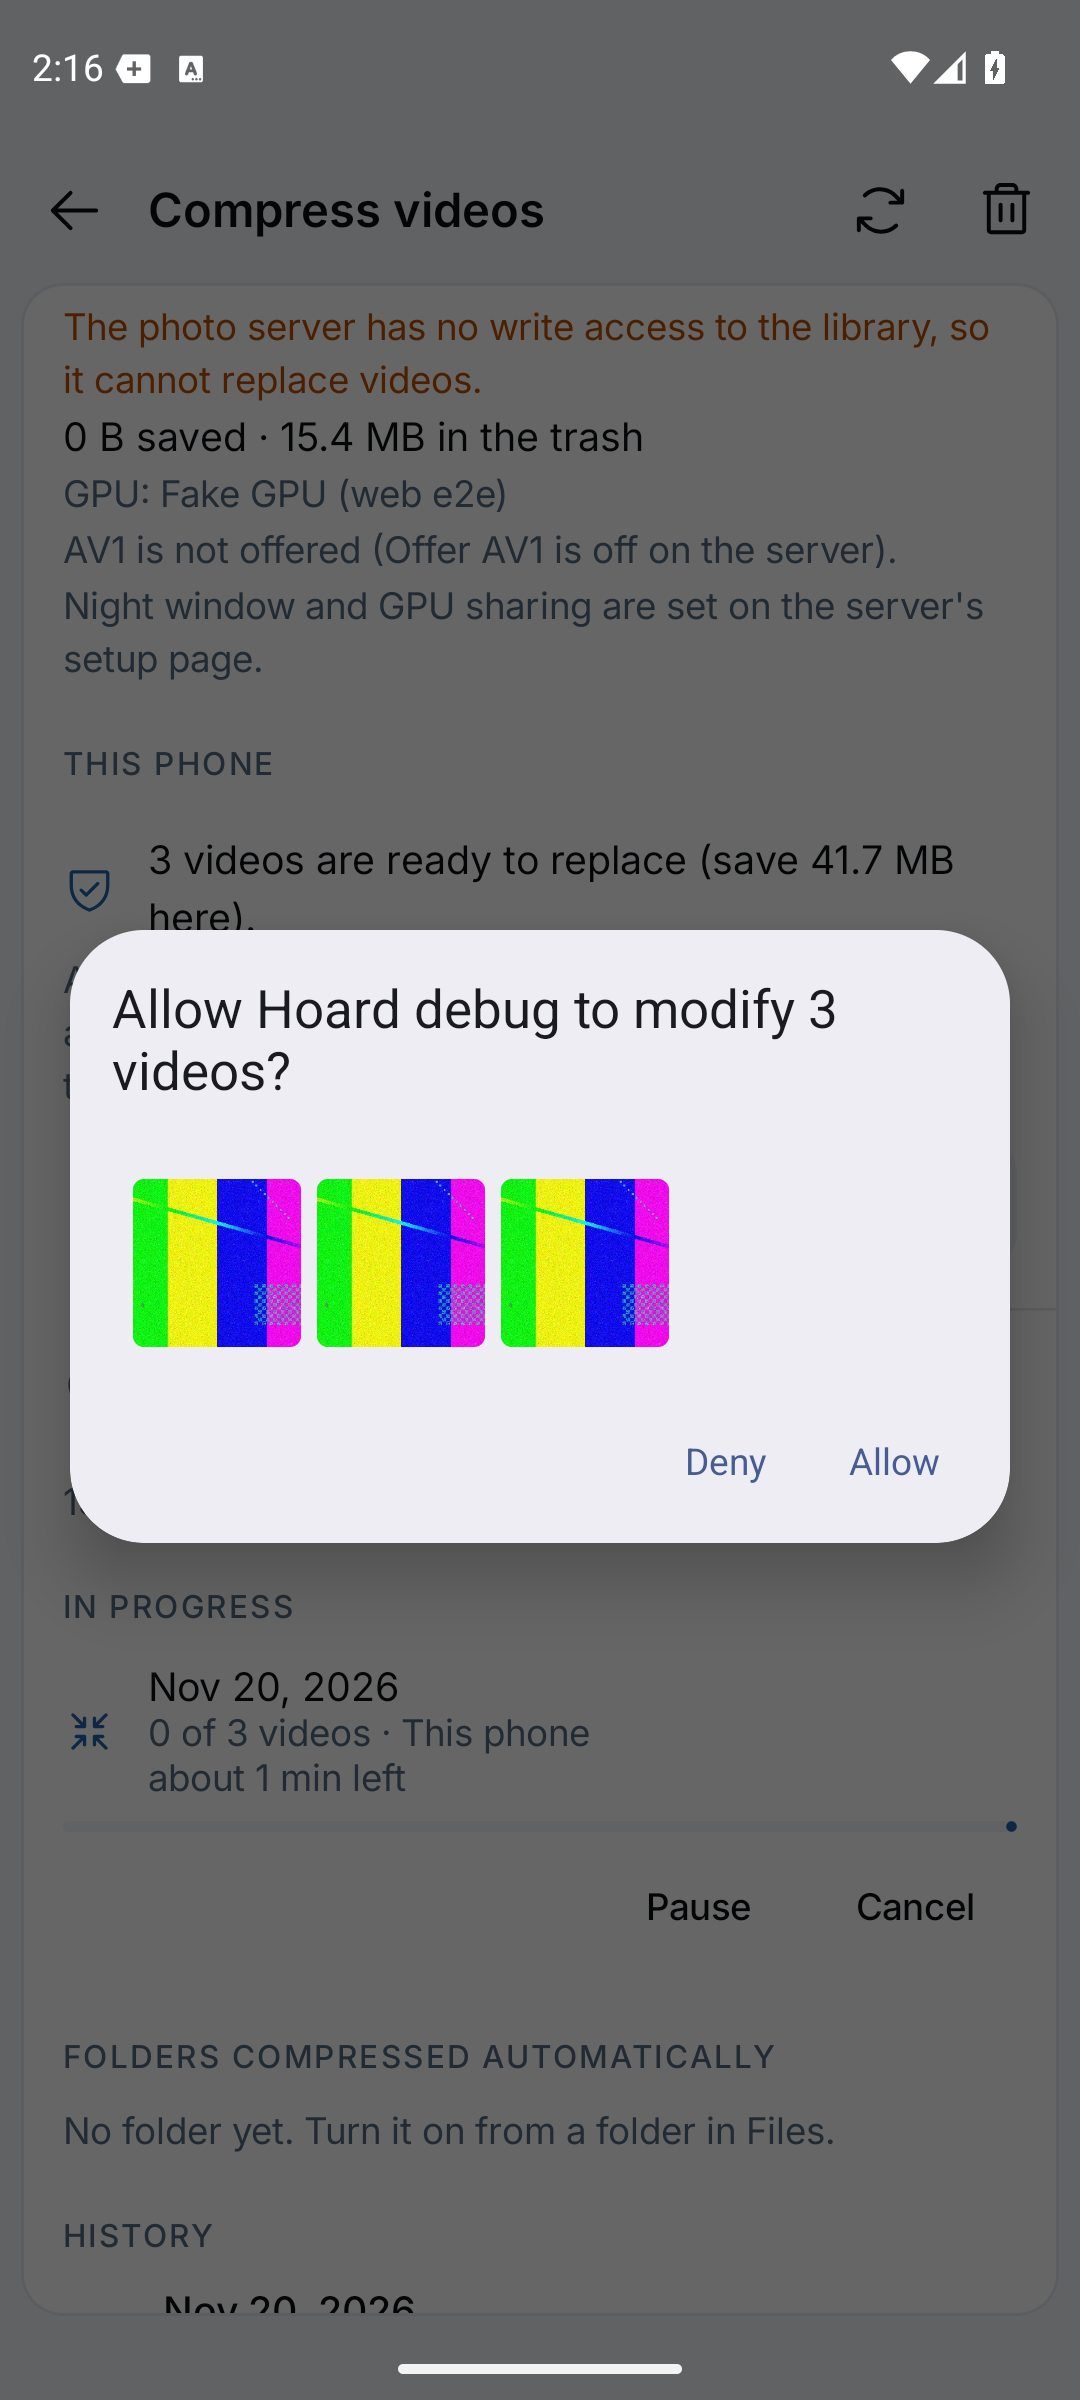 2:16
Compress videos
The photo server has no write access to the library, so
it cannot replace videos.
0 B saved · 15.4 MB in the trash
GPU: Fake GPU (web e2e)
AV1 is not offered (Offer AV1 is off on the server).
Night window and GPU sharing are set on the server's
setup page.
THIS PHONE
3 videos are ready to replace (save 41.7 MB
here).
Allow Hoard debug to modify 3
videos?
Deny
Allow
IN PROGRESS
Nov 20, 2026
0 of 3 videos · This phone
about 1 min left
Pause
Cancel
FOLDERS COMPRESSED AUTOMATICALLY
No folder yet. Turn it on from a folder in Files.
HISTORY
Nov 20, 2026